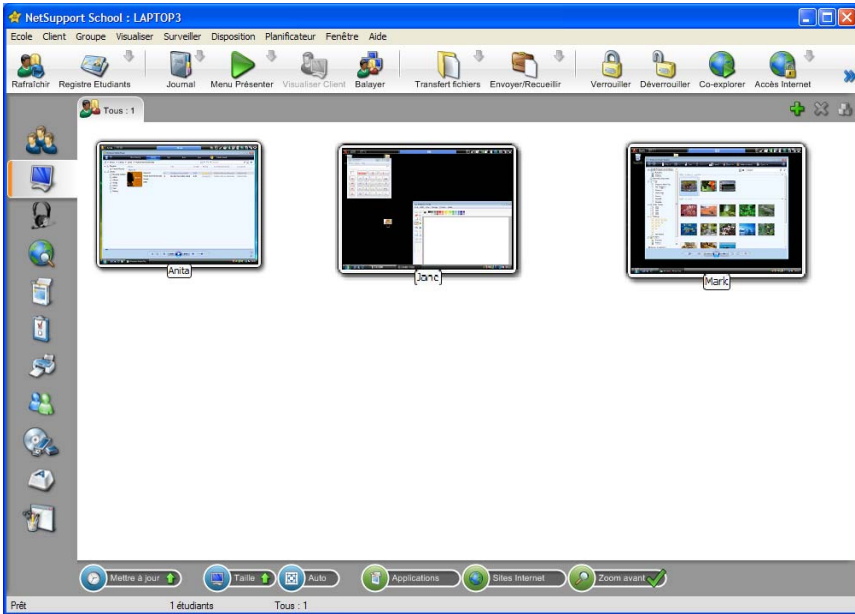 NetSupport School : LAPTOP3
Ecole Client Groupe Visualiser Surveiller Disposition Planificateur Fenêtre Aide
Rafraîchir Registre Etudiants Journal Menu Présenter Visualiser Client Balayer Transfert fichiers Envoyer/Recueillir Verrouiller Déverrouiller Co-explorer Accès Internet
Tous : 1
Anita
Jane
Mark
Mettre à jour Taille Auto Applications Sites Internet Zoom avant
Prêt 1 étudiants Tous : 1